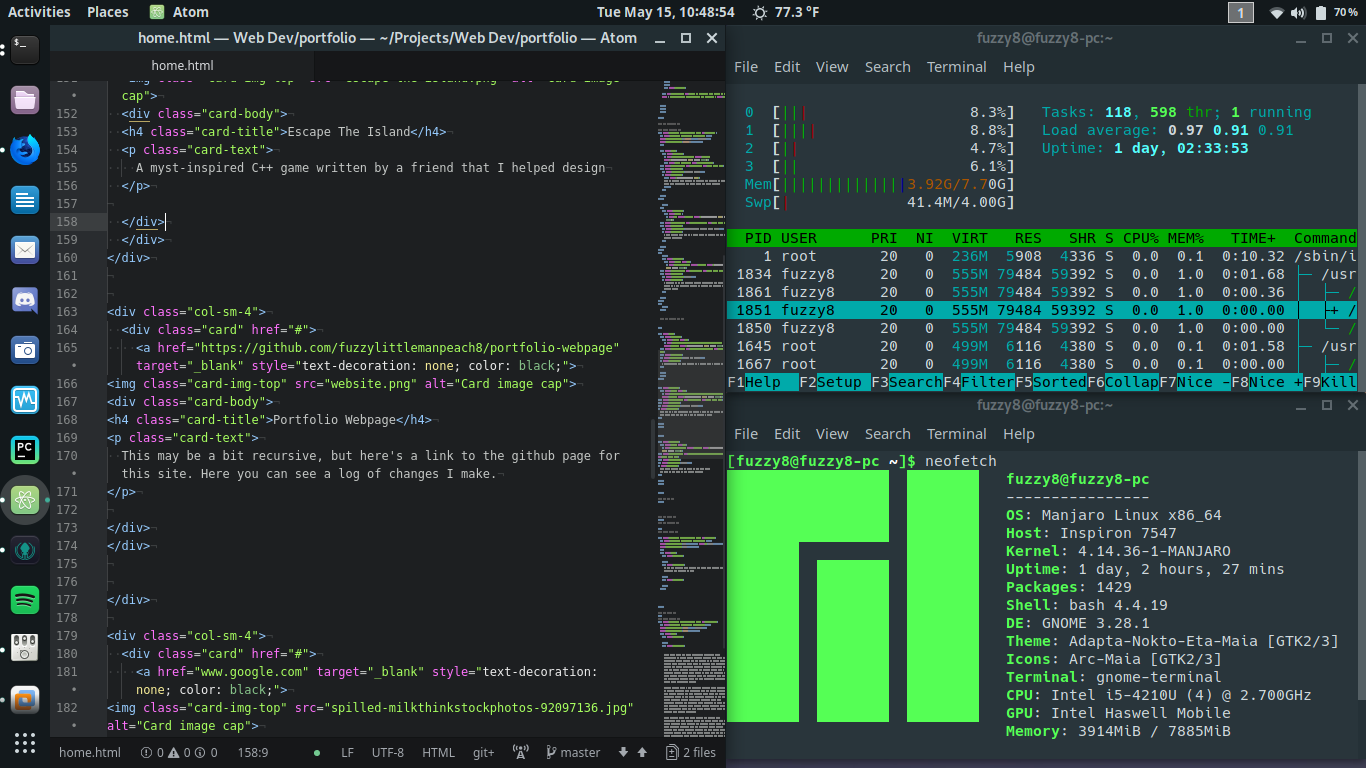 Activities Places Atom Tue May 15, 10:48:54 77.3 °F 1 70 %
home.html — Web Dev/portfolio — ~/Projects/Web Dev/portfolio — Atom
home.html
cap">
152 <div class="card-body">
153 <h4 class="card-title">Escape The Island</h4>
154 <p class="card-text">
155 A myst-inspired C++ game written by a friend that I helped design
156 </p>
157
158 </div>
159 </div>
160 </div>
161
162
163 <div class="col-sm-4">
164 <div class="card" href="#">
165 <a href="https://github.com/fuzzylittlemanpeach8/portfolio-webpage"
target="_blank" style="text-decoration: none; color: black;">
166 <img class="card-img-top" src="website.png" alt="Card image cap">
167 <div class="card-body">
168 <h4 class="card-title">Portfolio Webpage</h4>
169 <p class="card-text">
170 This may be a bit recursive, but here's a link to the github page for
this site. Here you can see a log of changes I make.
171 </p>
172
173 </div>
174 </div>
175
176
177 </div>
178
179 <div class="col-sm-4">
180 <div class="card" href="#">
181 <a href="www.google.com" target="_blank" style="text-decoration:
none; color: black;">
182 <img class="card-img-top" src="spilled-milkthinkstockphotos-92097136.jpg"
alt="Card image cap">
home.html 0 0 0 158:9 LF UTF-8 HTML git+ master 2 files
fuzzy8@fuzzy8-pc:~
File Edit View Search Terminal Help
0 [||| 8.3%] Tasks: 118, 598 thr; 1 running
1 [|||| 8.8%] Load average: 0.97 0.91 0.91
2 [|| 4.7%] Uptime: 1 day, 02:33:53
3 [|| 6.1%]
Mem[||||||||||||||3.92G/7.70G]
Swp[| 41.4M/4.00G]
PID USER PRI NI VIRT RES SHR S CPU% MEM% TIME+ Command
1 root 20 0 236M 5908 4336 S 0.0 0.1 0:10.32 /sbin/i
1834 fuzzy8 20 0 555M 79484 59392 S 0.0 1.0 0:01.68 ├─ /usr
1861 fuzzy8 20 0 555M 79484 59392 S 0.0 1.0 0:00.36 │ ├─ /
1851 fuzzy8 20 0 555M 79484 59392 S 0.0 1.0 0:00.00 │ ├+ /
1850 fuzzy8 20 0 555M 79484 59392 S 0.0 1.0 0:00.00 │ └─ /
1645 root 20 0 499M 6116 4380 S 0.0 0.1 0:01.58 ├─ /usr
1667 root 20 0 499M 6116 4380 S 0.0 0.1 0:00.00 │ ├─ /
F1Help F2Setup F3SearchF4FilterF5SortedF6CollapF7Nice -F8Nice +F9Kill
fuzzy8@fuzzy8-pc:~
File Edit View Search Terminal Help
[fuzzy8@fuzzy8-pc ~]$ neofetch
fuzzy8@fuzzy8-pc
----------------
OS: Manjaro Linux x86_64
Host: Inspiron 7547
Kernel: 4.14.36-1-MANJARO
Uptime: 1 day, 2 hours, 27 mins
Packages: 1429
Shell: bash 4.4.19
DE: GNOME 3.28.1
Theme: Adapta-Nokto-Eta-Maia [GTK2/3]
Icons: Arc-Maia [GTK2/3]
Terminal: gnome-terminal
CPU: Intel i5-4210U (4) @ 2.700GHz
GPU: Intel Haswell Mobile
Memory: 3914MiB / 7885MiB